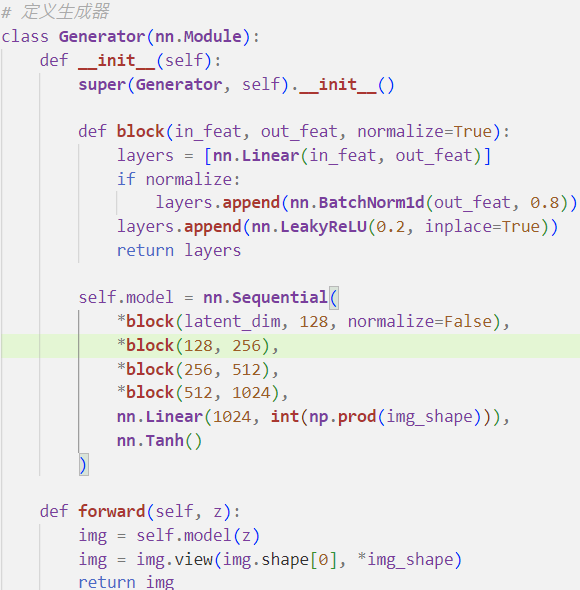 # 定义生成器
class Generator(nn.Module):
    def __init__(self):
        super(Generator, self).__init__()

        def block(in_feat, out_feat, normalize=True):
            layers = [nn.Linear(in_feat, out_feat)]
            if normalize:
                layers.append(nn.BatchNorm1d(out_feat, 0.8))
            layers.append(nn.LeakyReLU(0.2, inplace=True))
            return layers

        self.model = nn.Sequential(
            *block(latent_dim, 128, normalize=False),
            *block(128, 256),
            *block(256, 512),
            *block(512, 1024),
            nn.Linear(1024, int(np.prod(img_shape))),
            nn.Tanh()
        )

    def forward(self, z):
        img = self.model(z)
        img = img.view(img.shape[0], *img_shape)
        return img